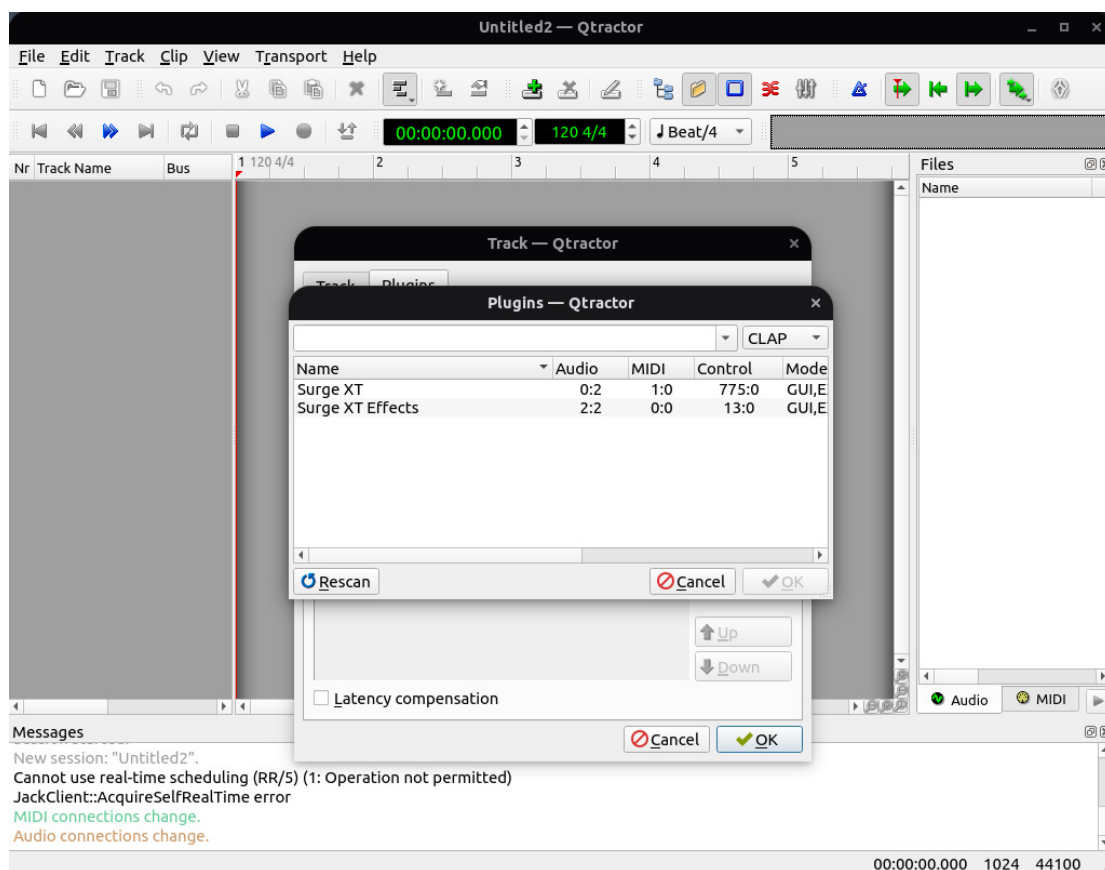 Untitled2 — Qtractor
File Edit Track Clip View Transport Help
00:00:00.000 120 4/4 Beat/4
Nr Track Name Bus 1 120 4/4 2 3 4 5
Files
Name
Track — Qtractor
Track Plugins
Plugins — Qtractor
CLAP
Name Audio MIDI Control Mode
Surge XT 0:2 1:0 775:0 GUI,E
Surge XT Effects 2:2 0:0 13:0 GUI,E
Rescan Cancel OK
Up
Down
Latency compensation
Audio MIDI
Cancel OK
Messages
New session: "Untitled2".
Cannot use real-time scheduling (RR/5) (1: Operation not permitted)
JackClient::AcquireSelfRealTime error
MIDI connections change.
Audio connections change.
00:00:00.000 1024 44100